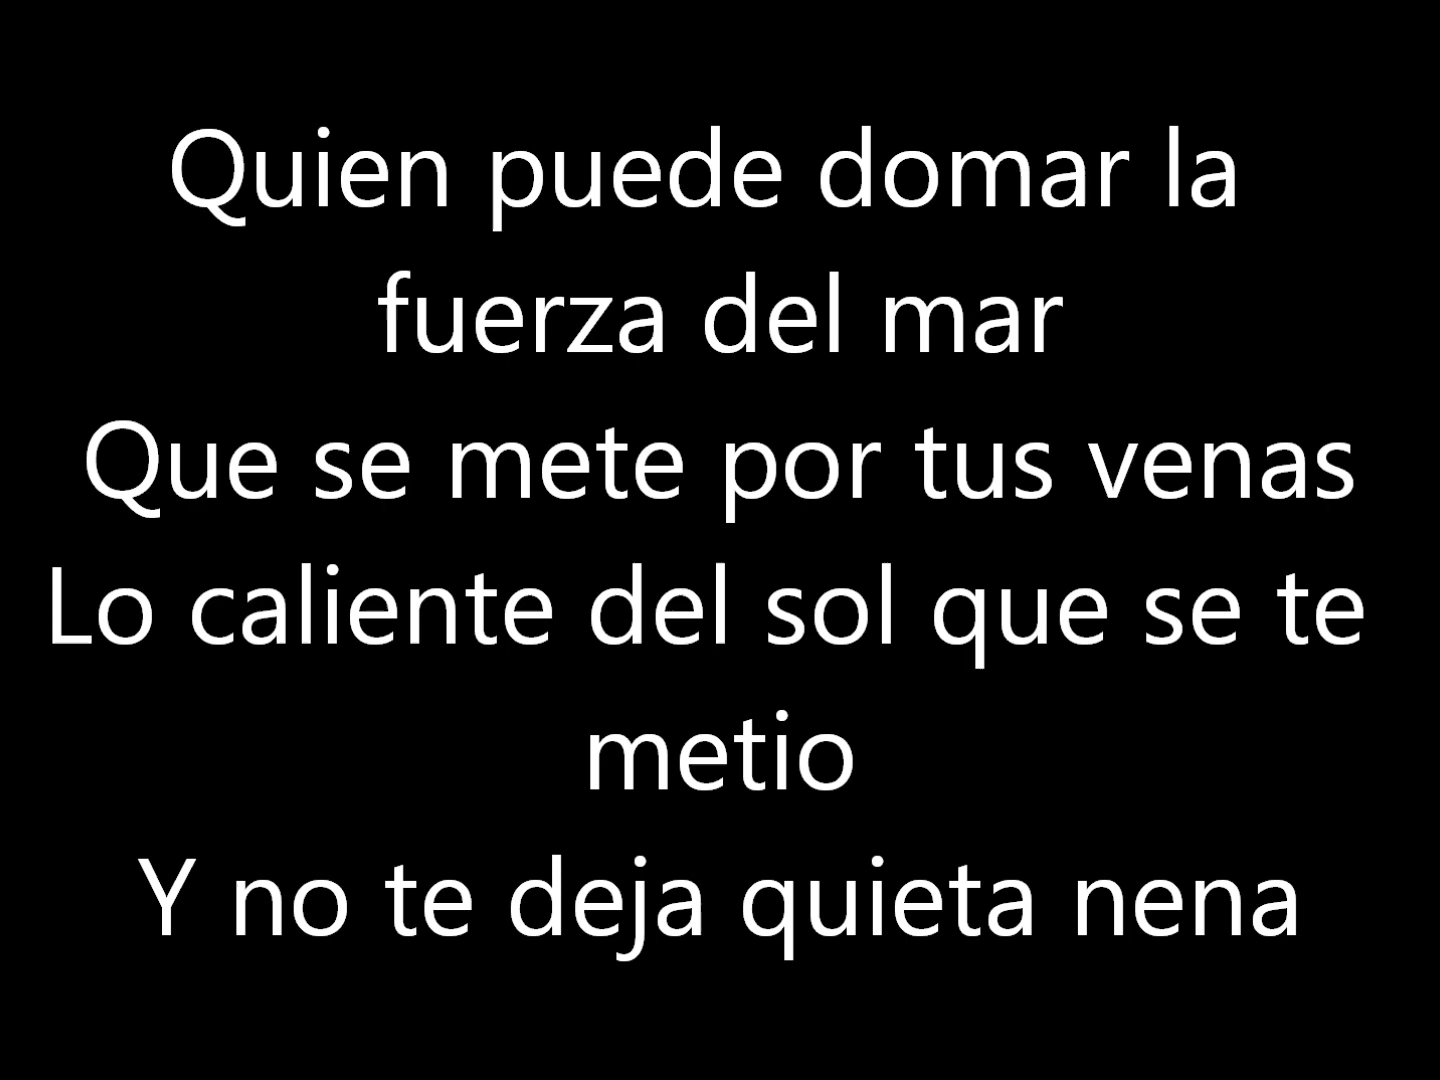 Quien puede domar la
fuerza del mar
Que se mete por tus venas
Lo caliente del sol que se te
metio
Y no te deja quieta nena